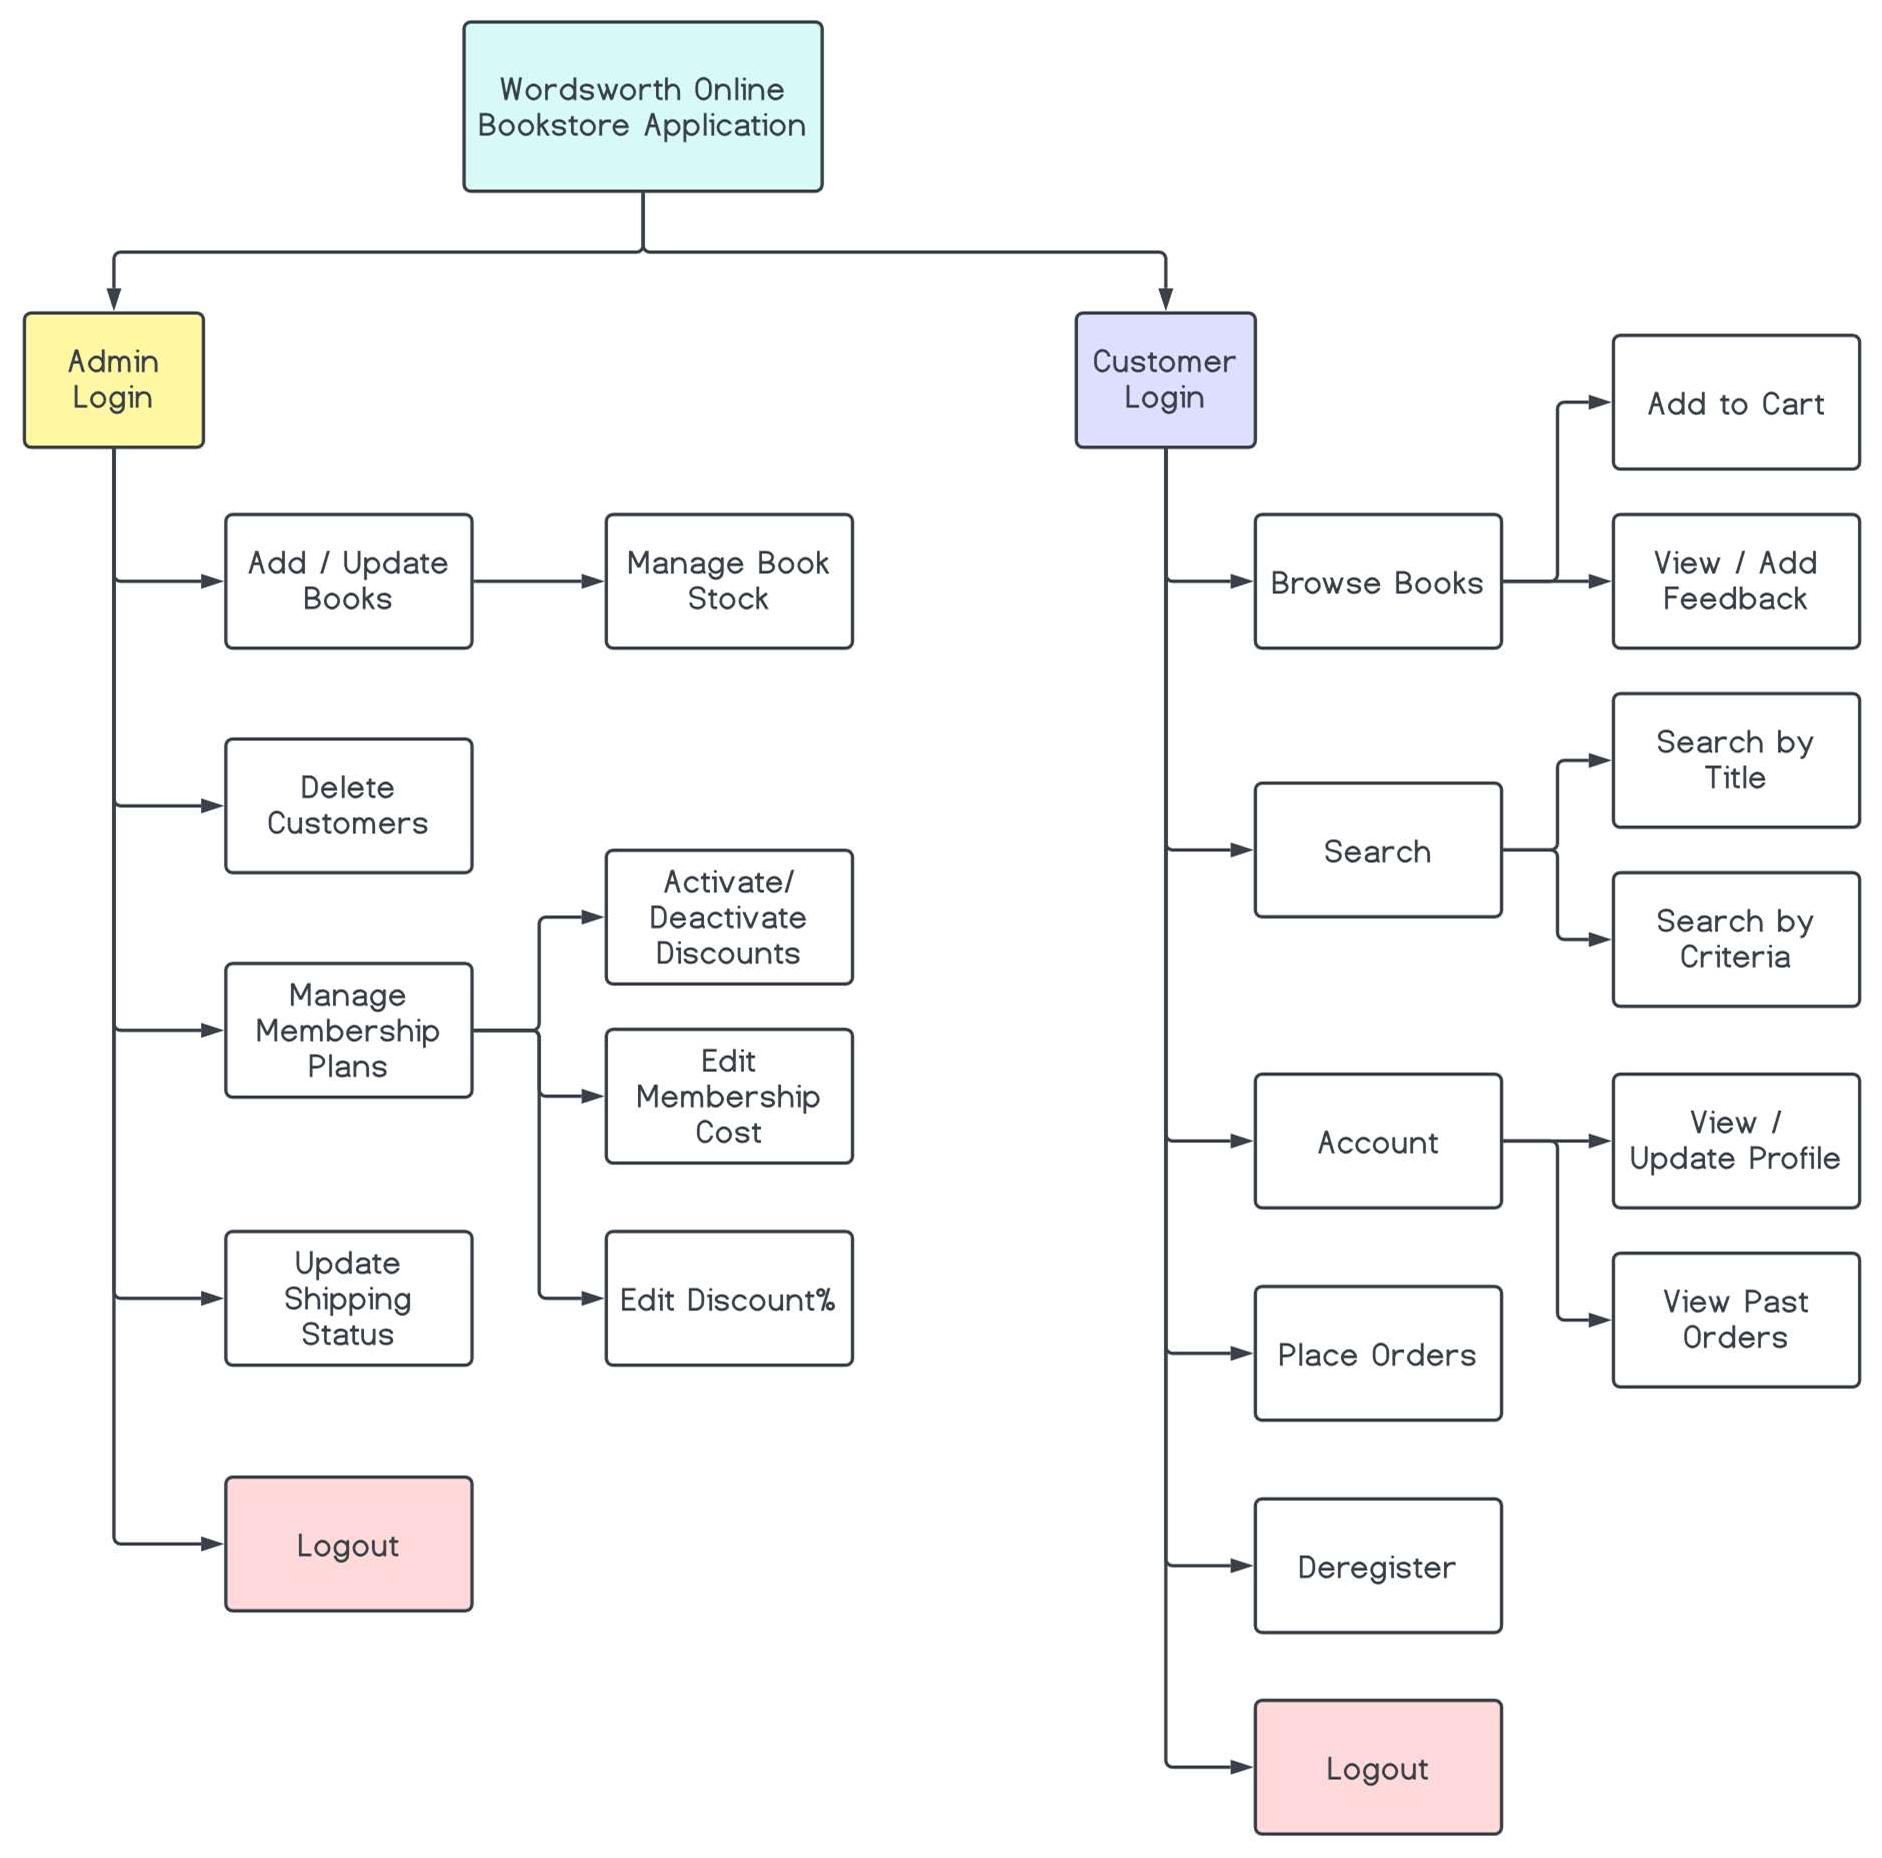 Wordsworth Online
Bookstore Application
Admin
Login
Add / Update
Books
Manage Book
Stock
Delete
Customers
Manage
Membership
Plans
Activate/
Deactivate
Discounts
Edit
Membership
Cost
Edit Discount%
Update
Shipping
Status
Logout
Customer
Login
Browse Books
Add to Cart
View / Add
Feedback
Search
Search by
Title
Search by
Criteria
Account
View /
Update Profile
View Past
Orders
Place Orders
Deregister
Logout